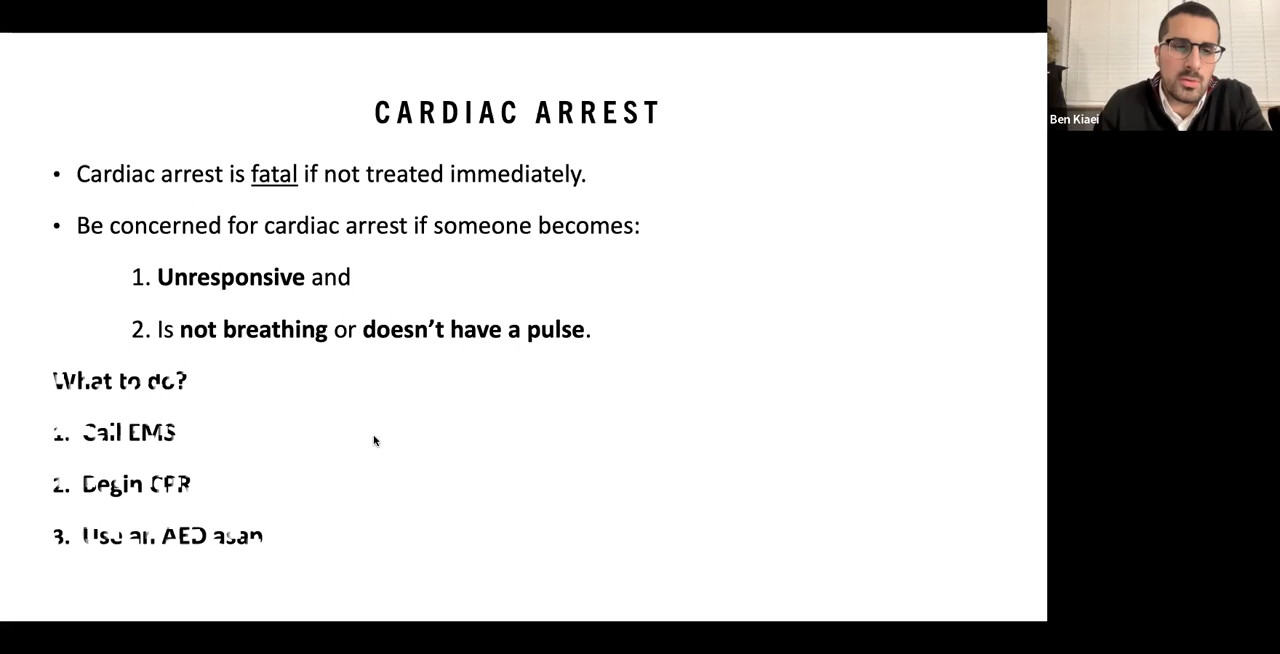 CARDIAC ARREST
• Cardiac arrest is fatal if not treated immediately.
• Be concerned for cardiac arrest if someone becomes:
1. Unresponsive and
2. Is not breathing or doesn’t have a pulse.
What to do?
1. Call EMS
2. Begin CPR
3. Use an AED asap
Ben Kiaei